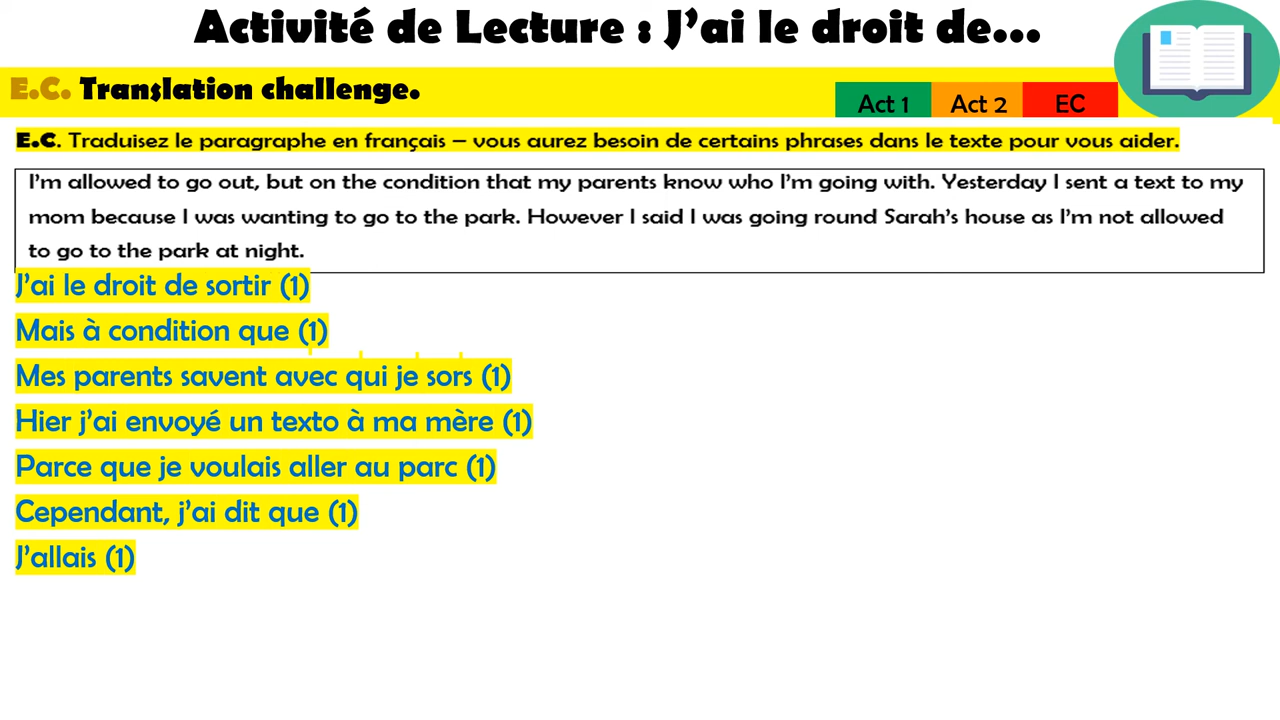 Activité de Lecture : J’ai le droit de...
E.C. Translation challenge.
Act 1 Act 2 EC
E.C. Traduisez le paragraphe en français – vous aurez besoin de certains phrases dans le texte pour vous aider.
I’m allowed to go out, but on the condition that my parents know who I’m going with. Yesterday I sent a text to my
mom because I was wanting to go to the park. However I said I was going round Sarah’s house as I’m not allowed
to go to the park at night.
J’ai le droit de sortir (1)
Mais à condition que (1)
Mes parents savent avec qui je sors (1)
Hier j’ai envoyé un texto à ma mère (1)
Parce que je voulais aller au parc (1)
Cependant, j’ai dit que (1)
J’allais (1)